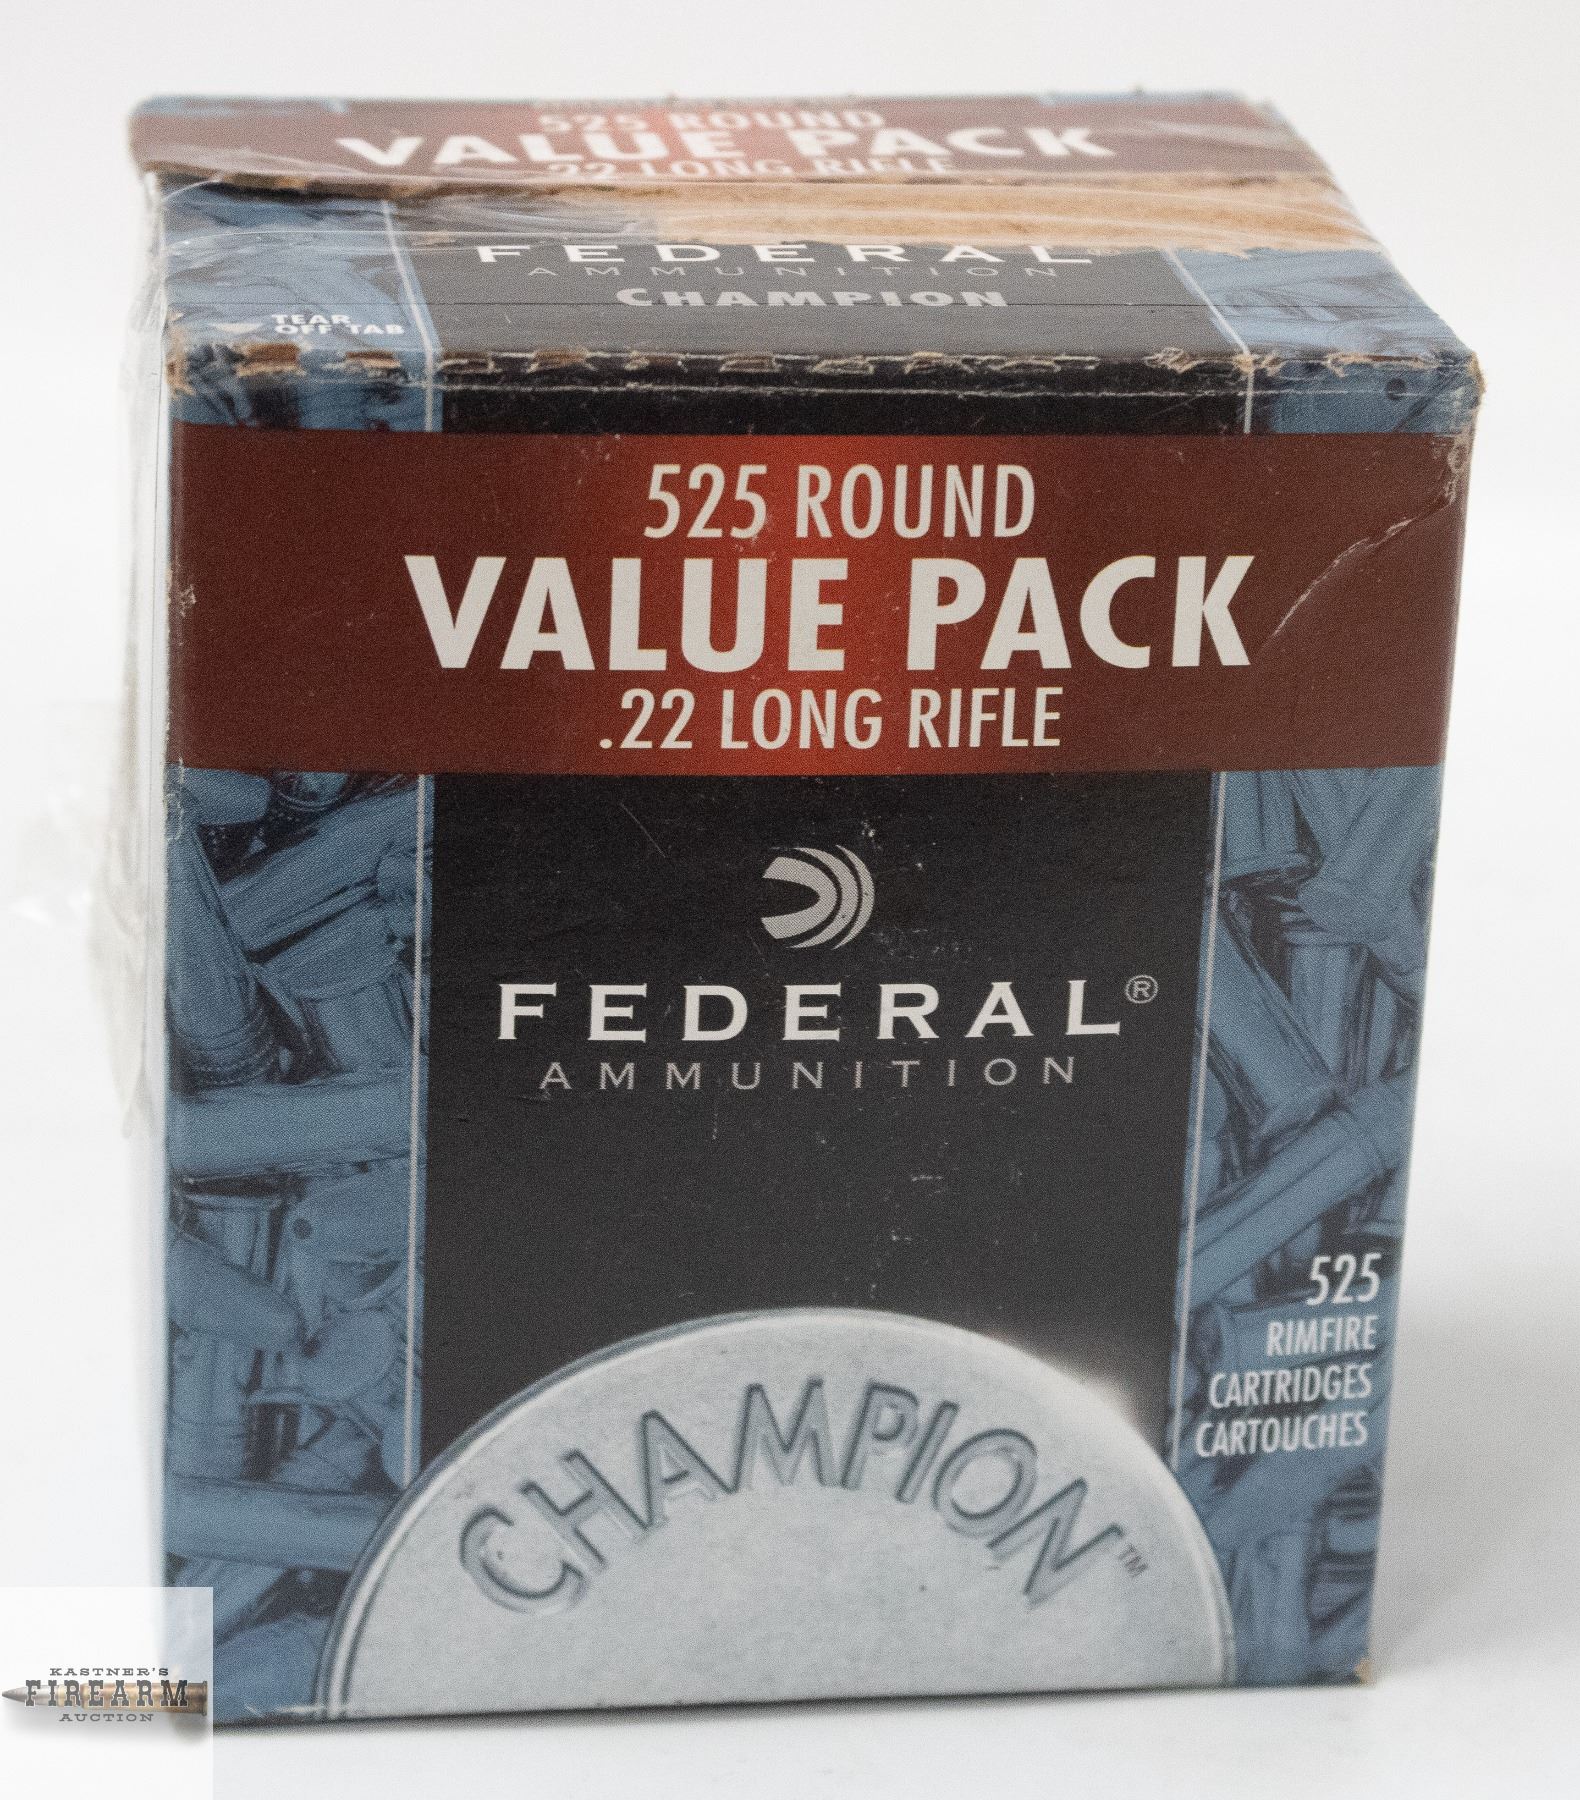 525 ROUND
VALUE PACK
.22 LONG RIFLE
FEDERAL®
AMMUNITION
CHAMPION
TEAR
OFF TAB
525 ROUND
VALUE PACK
.22 LONG RIFLE
FEDERAL®
AMMUNITION
525
RIMFIRE
CARTRIDGES
CARTOUCHES
CHAMPION™
KASTNER'S
FIREARM
AUCTION